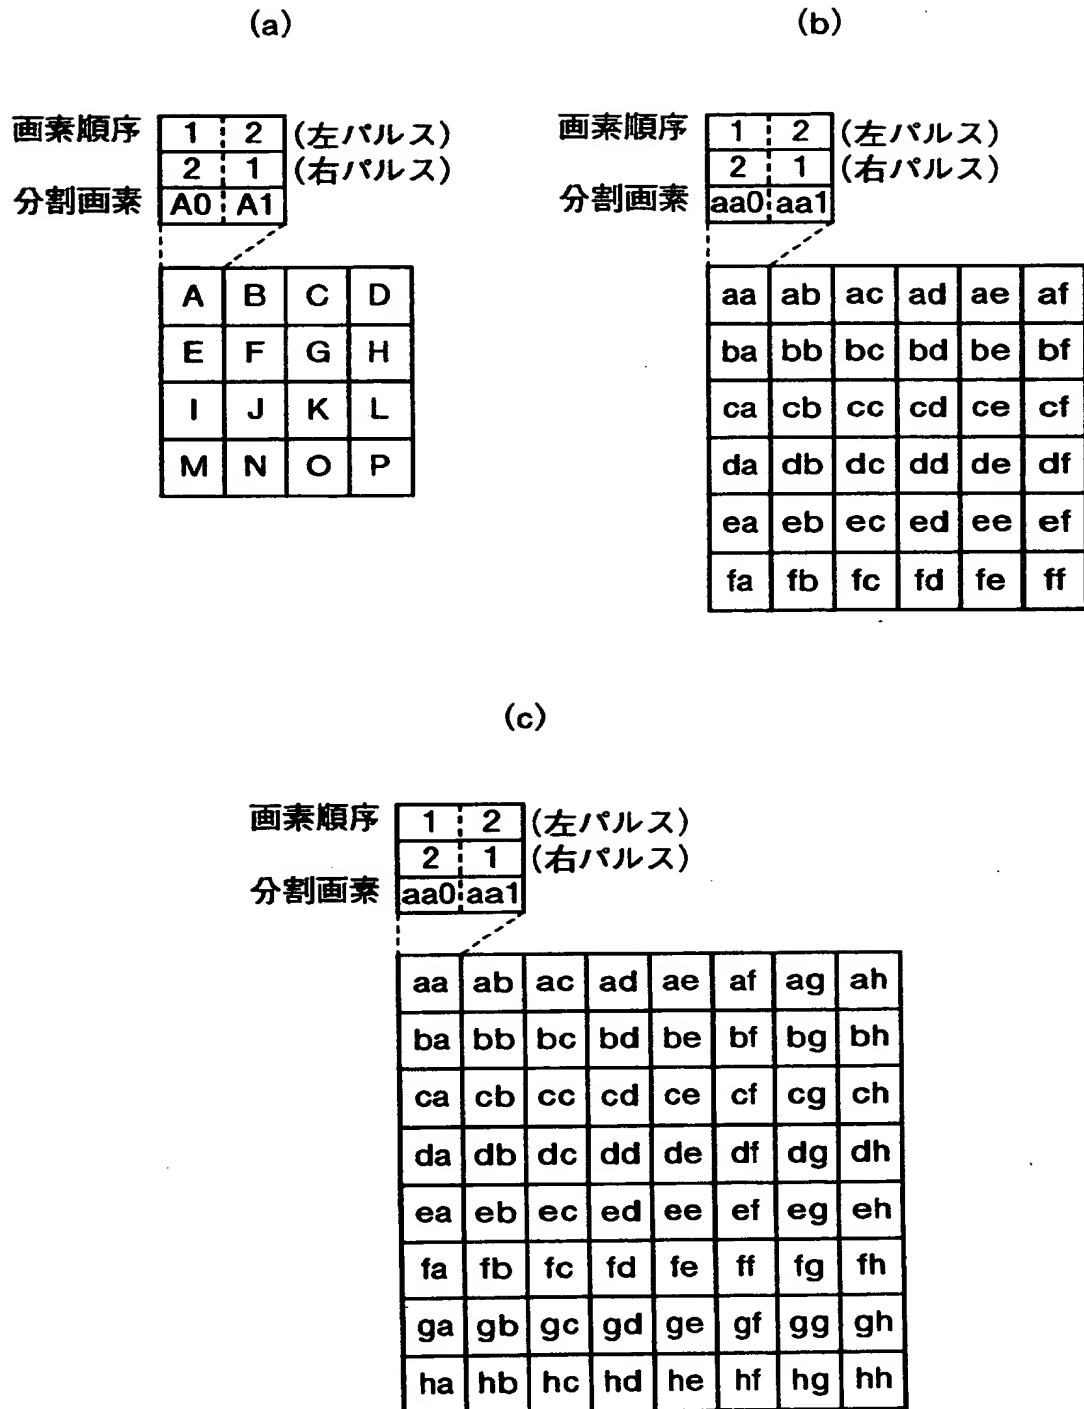 (a)
画素順序 1 2 (左パルス)
2 1 (右パルス)
分割画素 A0 A1
A B C D
E F G H
I J K L
M N O P
(b)
画素順序 1 2 (左パルス)
2 1 (右パルス)
分割画素 aa0 aa1
aa ab ac ad ae af
ba bb bc bd be bf
ca cb cc cd ce cf
da db dc dd de df
ea eb ec ed ee ef
fa fb fc fd fe ff
(c)
画素順序 1 2 (左パルス)
2 1 (右パルス)
分割画素 aa0 aa1
aa ab ac ad ae af ag ah
ba bb bc bd be bf bg bh
ca cb cc cd ce cf cg ch
da db dc dd de df dg dh
ea eb ec ed ee ef eg eh
fa fb fc fd fe ff fg fh
ga gb gc gd ge gf gg gh
ha hb hc hd he hf hg hh